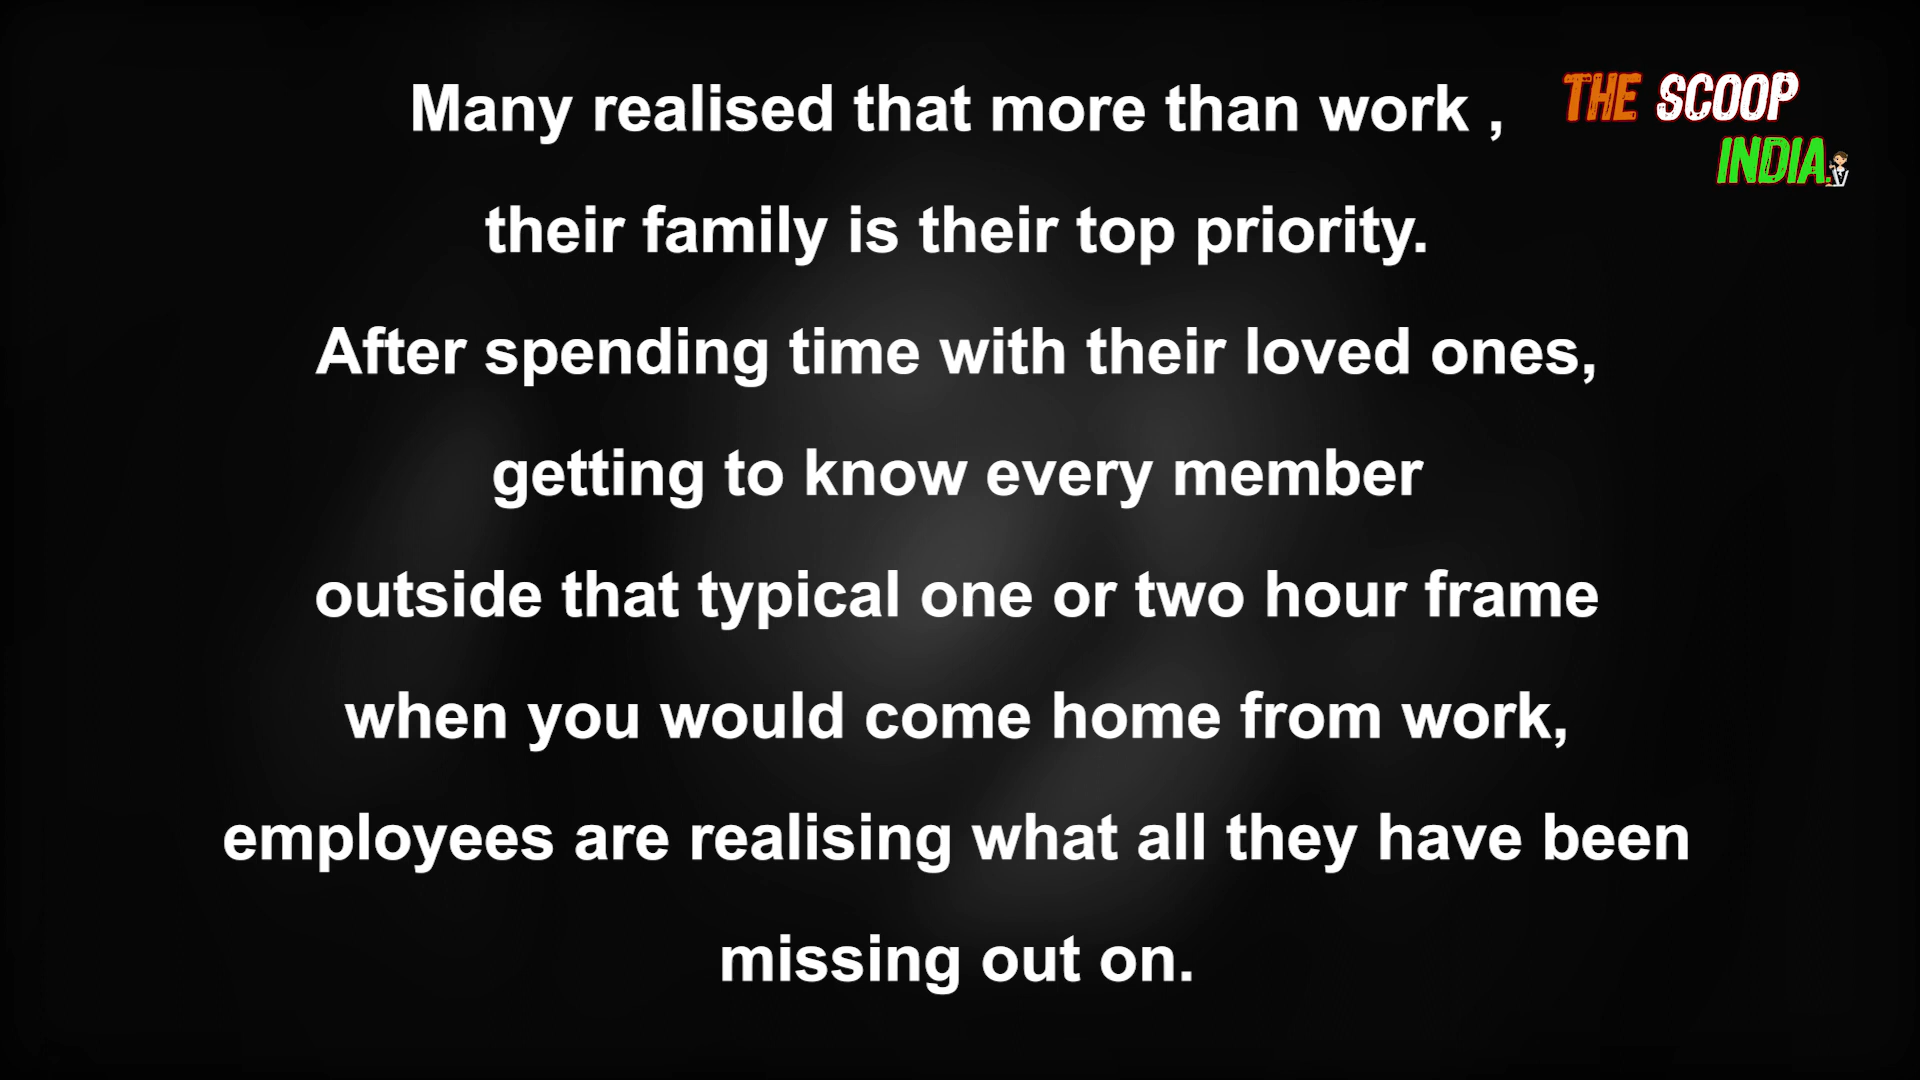 Many realised that more than work ,
their family is their top priority.
After spending time with their loved ones,
getting to know every member
outside that typical one or two hour frame
when you would come home from work,
employees are realising what all they have been
missing out on.
THE SCOOP
INDIA.